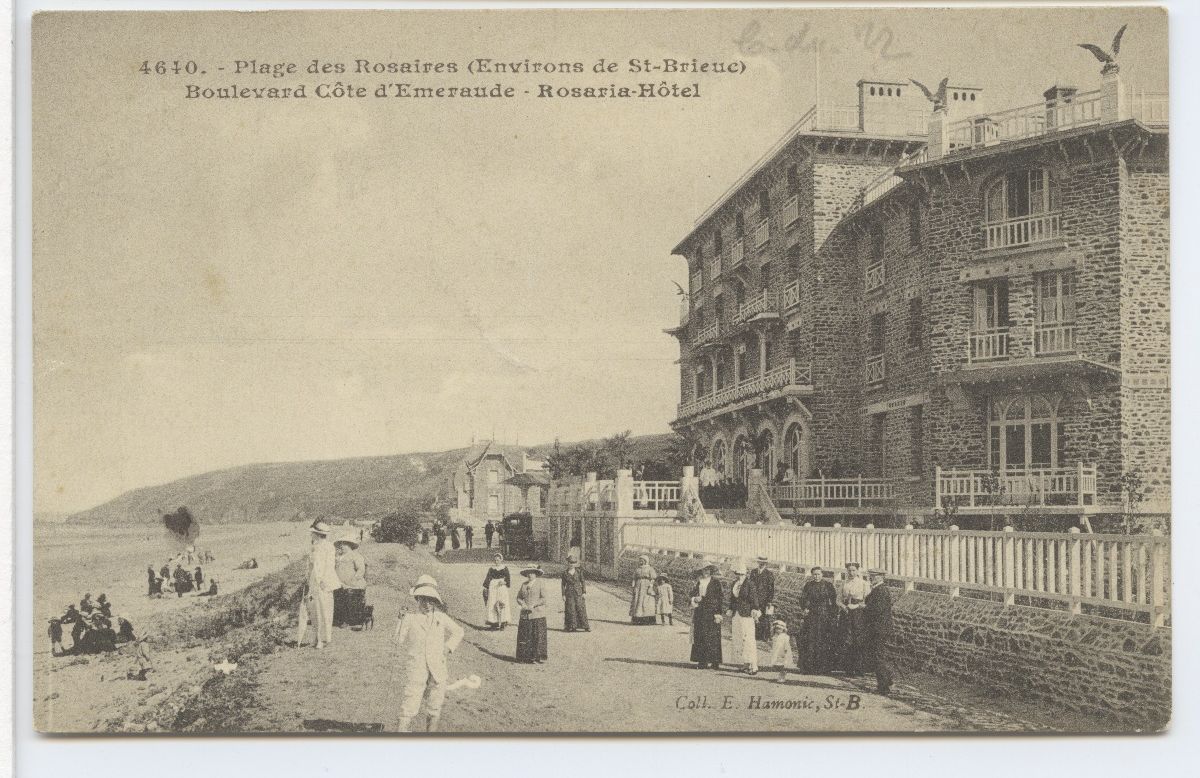 4640. - Plage des Rosaires (Environs de St-Brieuc)
Boulevard Côte d'Emeraude - Rosaria-Hôtel
Coll. E. Hamonic, St-B